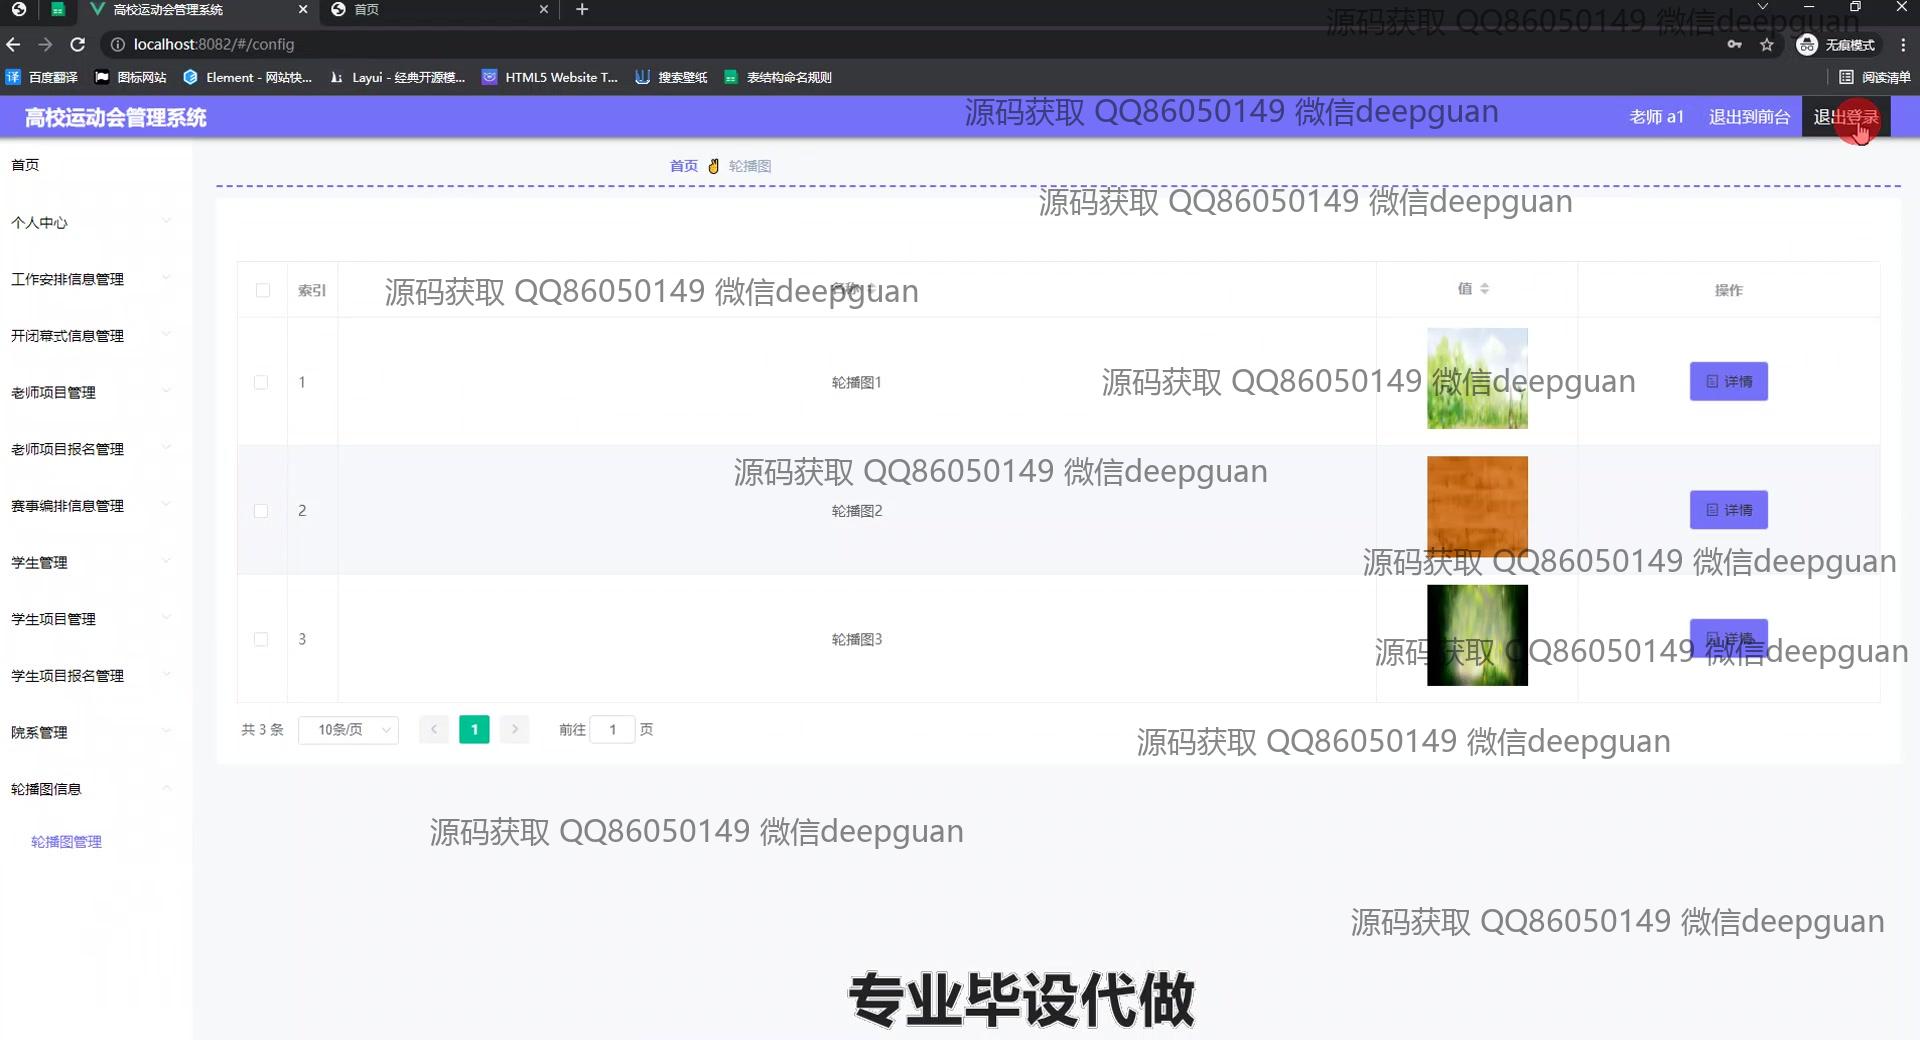 高校运动会管理系统
首页
源码获取 QQ86050149 微信deepguan
localhost:8082/#/config
无痕模式
百度翻译
图标网站
Element - 网站快...
Layui - 经典开源模...
HTML5 Website T...
搜索壁纸
表结构命名规则
阅读清单
高校运动会管理系统
源码获取 QQ86050149 微信deepguan
老师 a1
退出到前台
退出登录
首页
个人中心
工作安排信息管理
开闭幕式信息管理
老师项目管理
老师项目报名管理
赛事编排信息管理
学生管理
学生项目管理
学生项目报名管理
院系管理
轮播图信息
轮播图管理
首页
轮播图
源码获取 QQ86050149 微信deepguan
索引
源码获取 QQ86050149 微信deepguan
名称
值
操作
1
轮播图1
源码获取 QQ86050149 微信deepguan
详情
源码获取 QQ86050149 微信deepguan
2
轮播图2
详情
源码获取 QQ86050149 微信deepguan
3
轮播图3
详情
源码获取 QQ86050149 微信deepguan
共 3 条
10条/页
1
前往
1
页
源码获取 QQ86050149 微信deepguan
源码获取 QQ86050149 微信deepguan
源码获取 QQ86050149 微信deepguan
专业毕设代做